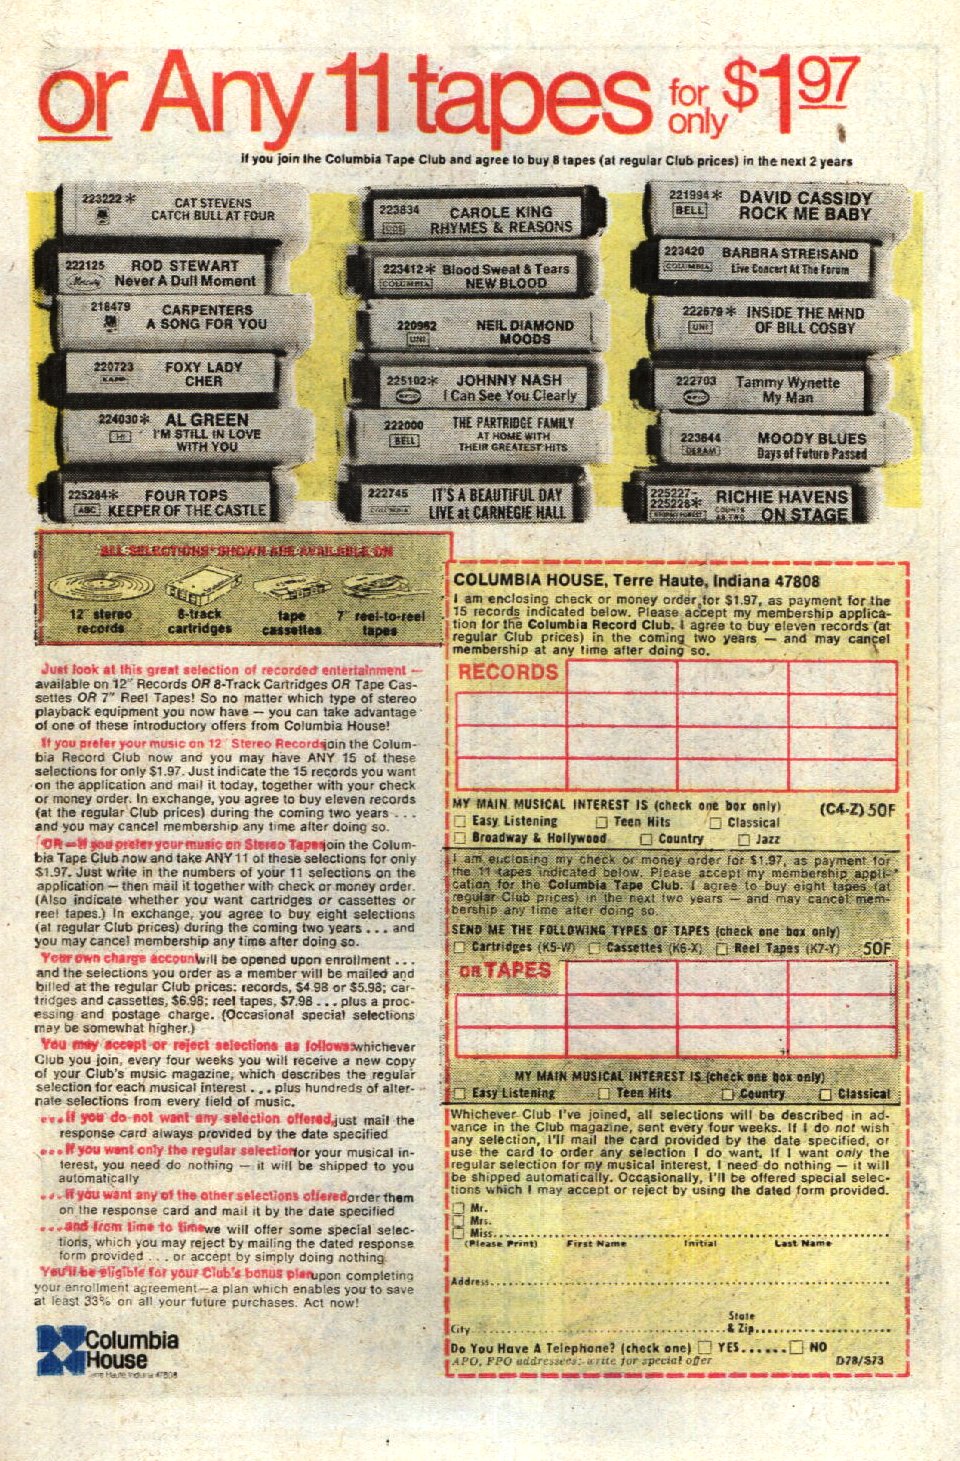 or Any 11 tapes for only $1.97
If you join the Columbia Tape Club and agree to buy 8 tapes (at regular Club prices) in the next 2 years
223222 *
CAT STEVENS
CATCH BULL AT FOUR
222125
ROD STEWART
Never A Dull Moment
216479
CARPENTERS
A SONG FOR YOU
220723
KAPP
FOXY LADY
CHER
224030 *
Hi
AL GREEN
I'M STILL IN LOVE
WITH YOU
225284 *
ABC
FOUR TOPS
KEEPER OF THE CASTLE
223834
ODE
CAROLE KING
RHYMES & REASONS
223412 *
COLUMBIA
Blood Sweat & Tears
NEW BLOOD
220962
UNI
NEIL DIAMOND
MOODS
225102 *
EPIC
JOHNNY NASH
I Can See You Clearly
222000
BELL
THE PARTRIDGE FAMILY
AT HOME WITH
THEIR GREATEST HITS
222745
COLUMBIA
IT'S A BEAUTIFUL DAY
LIVE at CARNEGIE HALL
221994 *
BELL
DAVID CASSIDY
ROCK ME BABY
223420
COLUMBIA
BARBRA STREISAND
Live Concert At The Forum
222679 *
UNI
INSIDE THE MIND
OF BILL COSBY
222703
EPIC
Tammy Wynette
My Man
223644
DERAM
MOODY BLUES
Days of Future Passed
225227-
225228 *
STORMY FOREST
COUNTS
AS TWO
RICHIE HAVENS
ON STAGE
ALL SELECTIONS* SHOWN ARE AVAILABLE ON
12" stereo
records
8-track
cartridges
tape
cassettes
7" reel-to-reel
tapes
Just look at this great selection of recorded entertainment —
available on 12" Records OR 8-Track Cartridges OR Tape Cas-
settes OR 7" Reel Tapes! So no matter which type of stereo
playback equipment you now have — you can take advantage
of one of these introductory offers from Columbia House!
If you prefer your music on 12" Stereo Records join the Colum-
bia Record Club now and you may have ANY 15 of these
selections for only $1.97. Just indicate the 15 records you want
on the application and mail it today, together with your check
or money order. In exchange, you agree to buy eleven records
(at the regular Club prices) during the coming two years . . .
and you may cancel membership any time after doing so.
OR — If you prefer your music on Stereo Tapes join the Colum-
bia Tape Club now and take ANY 11 of these selections for only
$1.97. Just write in the numbers of your 11 selections on the
application — then mail it together with check or money order.
(Also indicate whether you want cartridges or cassettes or
reel tapes.) In exchange, you agree to buy eight selections
(at regular Club prices) during the coming two years . . . and
you may cancel membership any time after doing so.
Your own charge account will be opened upon enrollment . . .
and the selections you order as a member will be mailed and
billed at the regular Club prices: records, $4.98 or $5.98; car-
tridges and cassettes, $6.98; reel tapes, $7.98 . . . plus a proc-
essing and postage charge. (Occasional special selections
may be somewhat higher.)
You may accept or reject selections as follows: whichever
Club you join, every four weeks you will receive a new copy
of your Club's music magazine, which describes the regular
selection for each musical interest . . . plus hundreds of alter-
nate selections from every field of music.
. . . if you do not want any selection offered, just mail the
response card always provided by the date specified
. . . if you want only the regular selection for your musical in-
terest, you need do nothing — it will be shipped to you
automatically
. . . if you want any of the other selections offered order them
on the response card and mail it by the date specified
. . . and from time to time we will offer some special selec-
tions, which you may reject by mailing the dated response
form provided . . . or accept by simply doing nothing.
You'll be eligible for your Club's bonus plan upon completing
your enrollment agreement—a plan which enables you to save
at least 33% on all your future purchases. Act now!
Columbia
House
Terre Haute, Indiana 47808
COLUMBIA HOUSE, Terre Haute, Indiana 47808
I am enclosing check or money order for $1.97, as payment for the
15 records indicated below. Please accept my membership applica-
tion for the Columbia Record Club. I agree to buy eleven records (at
regular Club prices) in the coming two years — and may cancel
membership at any time after doing so.
RECORDS
MY MAIN MUSICAL INTEREST IS (check one box only)
(C4-Z) 50F
Easy Listening Teen Hits Classical
Broadway & Hollywood Country Jazz
I am enclosing my check or money order for $1.97, as payment for
the 11 tapes indicated below. Please accept my membership appli-
cation for the Columbia Tape Club. I agree to buy eight tapes (at
regular Club prices) in the next two years — and may cancel mem-
bership any time after doing so.
SEND ME THE FOLLOWING TYPES OF TAPES (check one box only)
Cartridges (K5-W) Cassettes (K6-X) Reel Tapes (K7-Y) 50F
OR TAPES
MY MAIN MUSICAL INTEREST IS (check one box only)
Easy Listening Teen Hits Country Classical
Whichever Club I've joined, all selections will be described in ad-
vance in the Club magazine, sent every four weeks. If I do not wish
any selection, I'll mail the card provided by the date specified, or
use the card to order any selection I do want. If I want only the
regular selection for my musical interest, I need do nothing — it will
be shipped automatically. Occasionally, I'll be offered special selec-
tions which I may accept or reject by using the dated form provided.
Mr.
Mrs.
Miss
(Please Print) First Name Initial Last Name
Address
City State & Zip
Do You Have A Telephone? (check one) YES NO
APO, FPO addressees: write for special offer
D78/S73